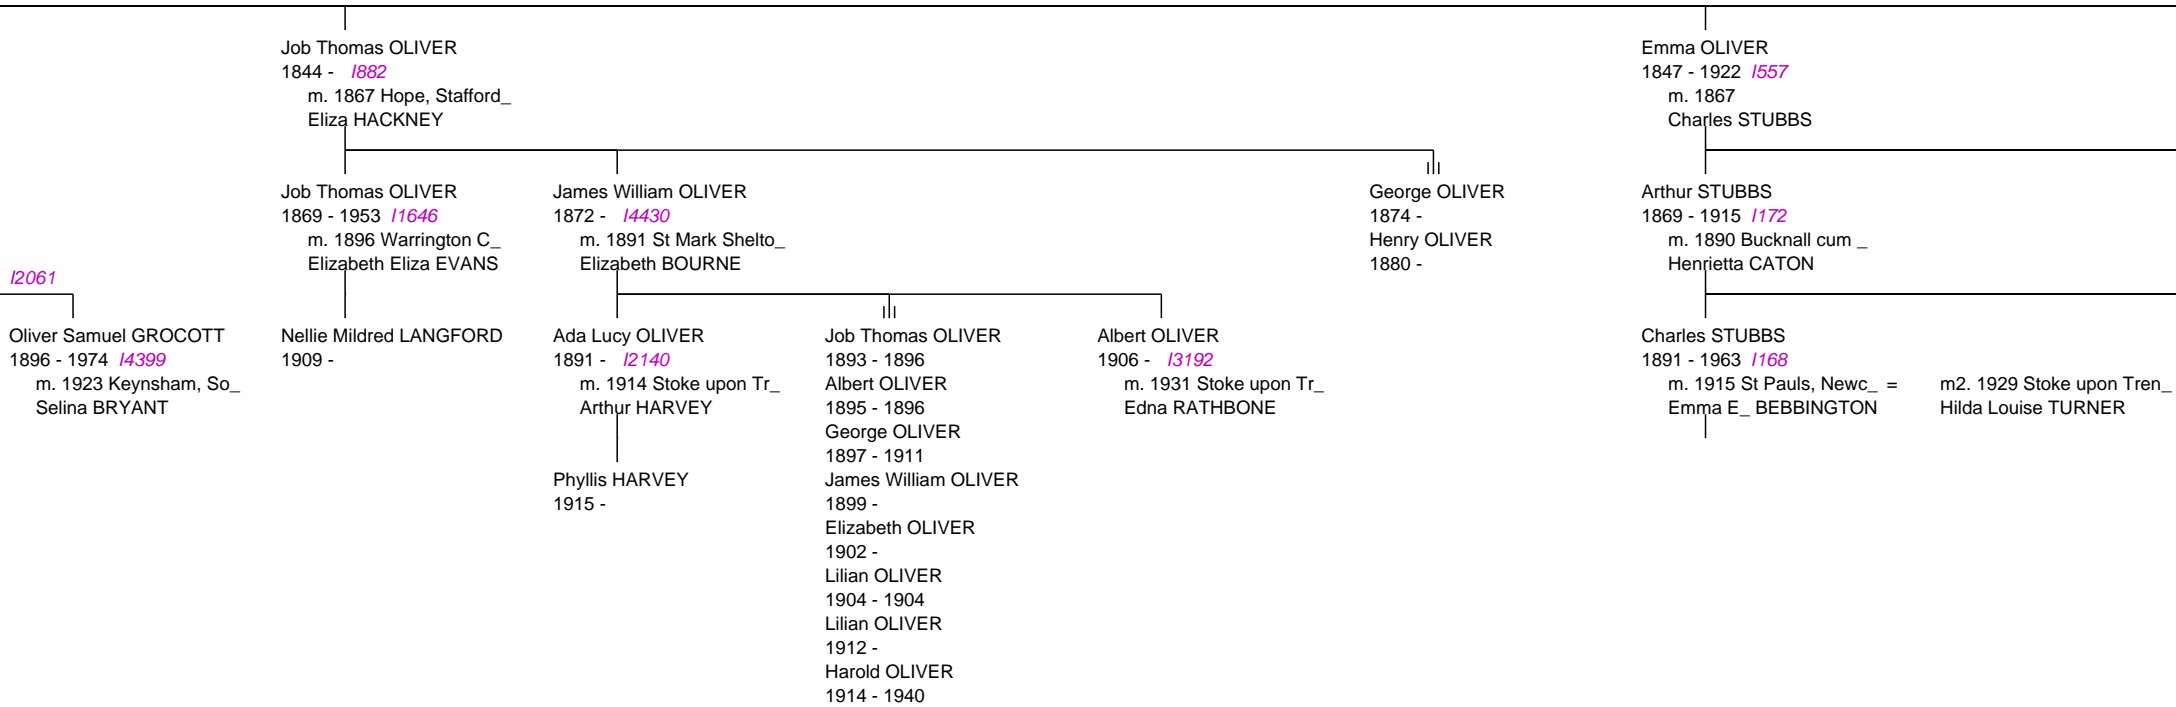 Job Thomas OLIVER
1844 - I882
m. 1867 Hope, Stafford_
Eliza HACKNEY
Emma OLIVER
1847 - 1922 I557
m. 1867
Charles STUBBS
Job Thomas OLIVER
1869 - 1953 I1646
m. 1896 Warrington C_
Elizabeth Eliza EVANS
James William OLIVER
1872 - I4430
m. 1891 St Mark Shelto_
Elizabeth BOURNE
George OLIVER
1874 -
Henry OLIVER
1880 -
Arthur STUBBS
1869 - 1915 I172
m. 1890 Bucknall cum _
Henrietta CATON
I2061
Oliver Samuel GROCOTT
1896 - 1974 I4399
m. 1923 Keynsham, So_
Selina BRYANT
Nellie Mildred LANGFORD
1909 -
Ada Lucy OLIVER
1891 - I2140
m. 1914 Stoke upon Tr_
Arthur HARVEY
Phyllis HARVEY
1915 -
Job Thomas OLIVER
1893 - 1896
Albert OLIVER
1895 - 1896
George OLIVER
1897 - 1911
James William OLIVER
1899 -
Elizabeth OLIVER
1902 -
Lilian OLIVER
1904 - 1904
Lilian OLIVER
1912 -
Harold OLIVER
1914 - 1940
Albert OLIVER
1906 - I3192
m. 1931 Stoke upon Tr_
Edna RATHBONE
Charles STUBBS
1891 - 1963 I168
m. 1915 St Pauls, Newc_ =
Emma E_ BEBBINGTON
m2. 1929 Stoke upon Tren_
Hilda Louise TURNER